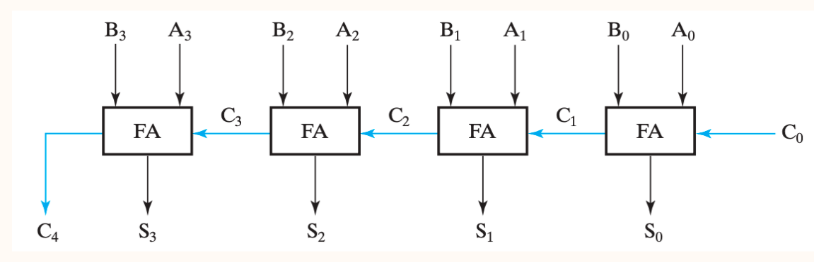 B₃ A₃ B₂ A₂ B₁ A₁ B₀ A₀
FA C₃ FA C₂ FA C₁ FA C₀
C₄ S₃ S₂ S₁ S₀